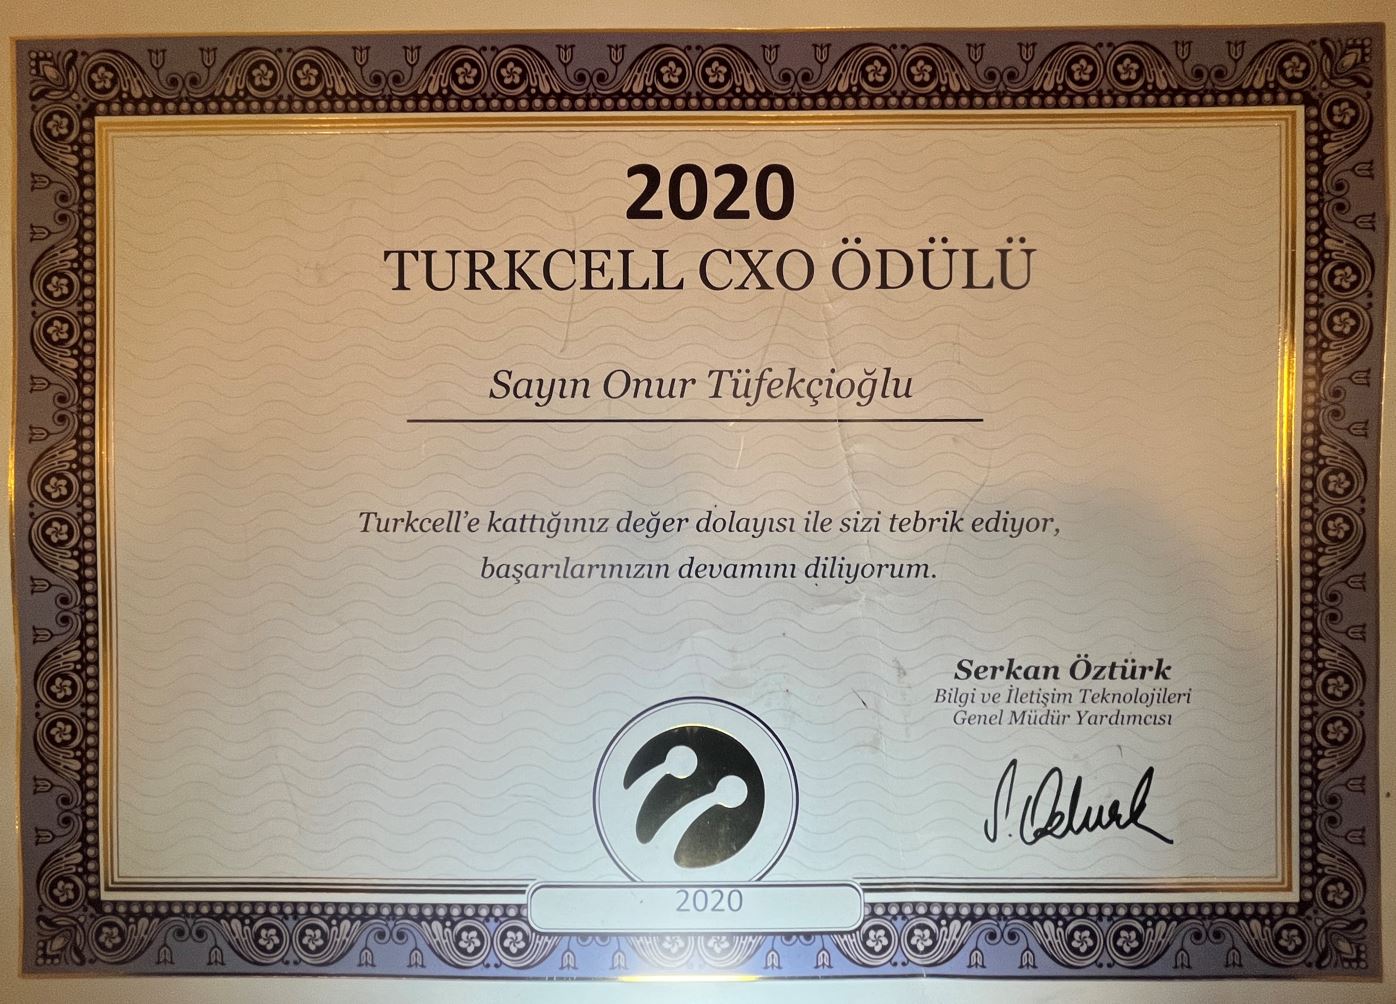 2020
TURKCELL CXO ÖDÜLÜ
Sayın Onur Tüfekçioğlu
Turkcell’e kattığınız değer dolayısı ile sizi tebrik ediyor,
başarılarınızın devamını diliyorum.
Serkan Öztürk
Bilgi ve İletişim Teknolojileri
Genel Müdür Yardımcısı
S. Öztürk
2020